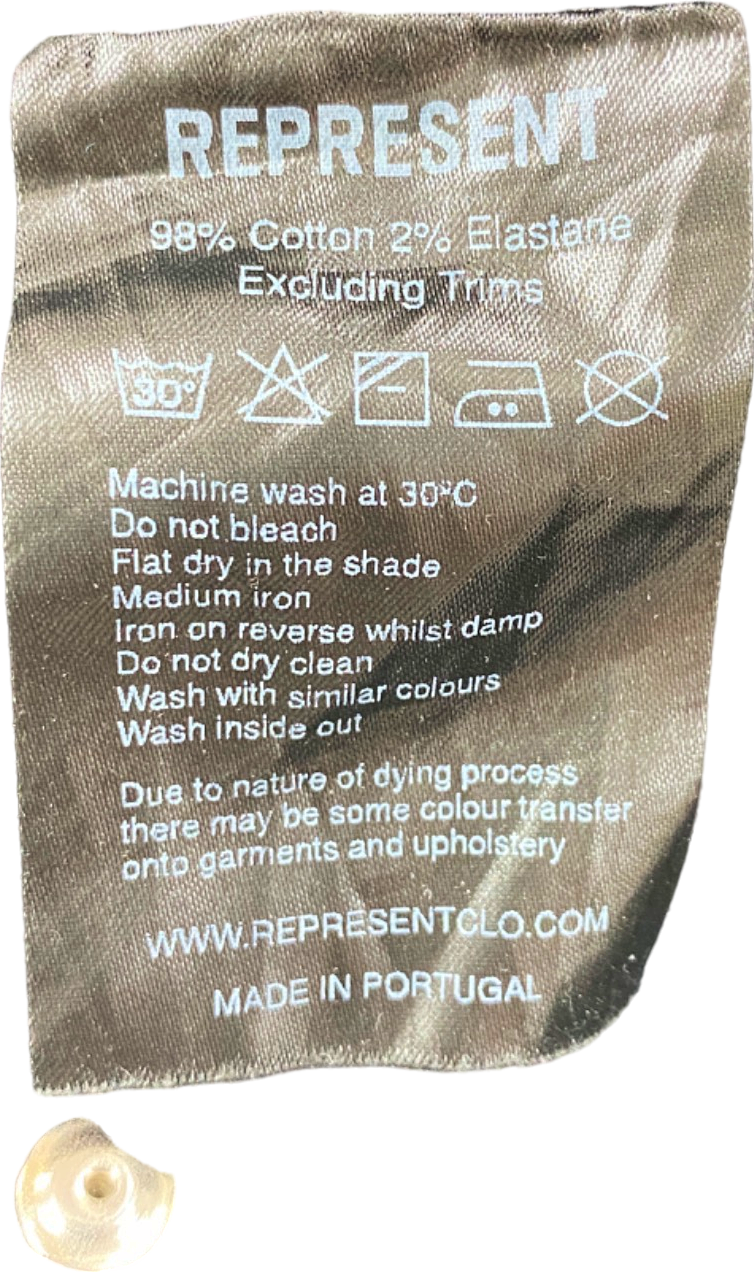 REPRESENT
98% Cotton 2% Elastane
Excluding Trims
30°
Machine wash at 30°C
Do not bleach
Flat dry in the shade
Medium iron
Iron on reverse whilst damp
Do not dry clean
Wash with similar colours
Wash inside out
Due to nature of dying process
there may be some colour transfer
onto garments and upholstery
WWW.REPRESENTCLO.COM
MADE IN PORTUGAL